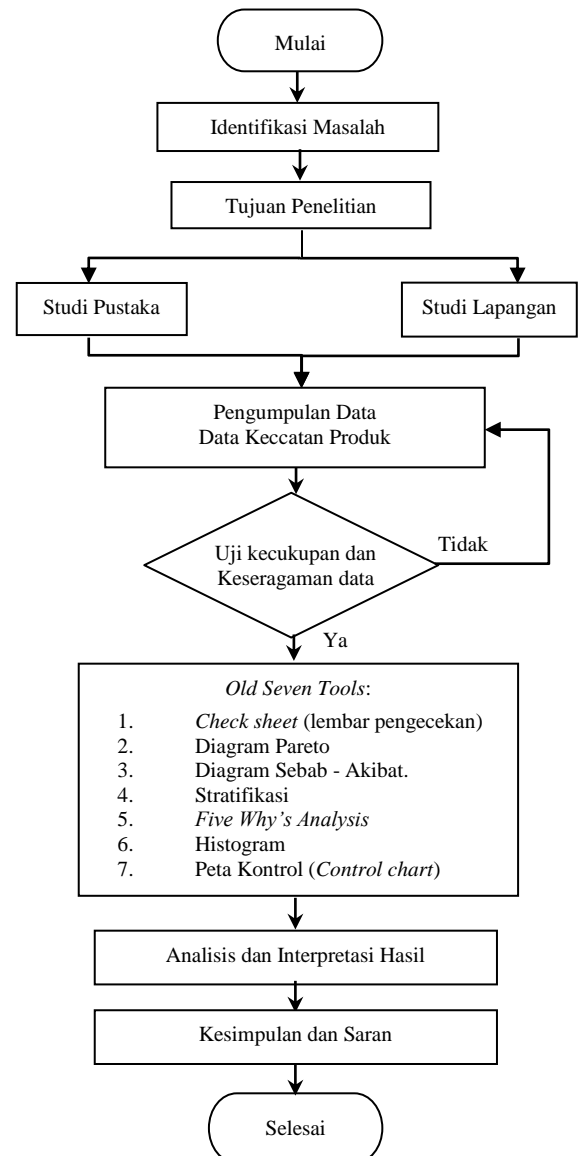 Mulai
Identifikasi Masalah
Tujuan Penelitian
Studi Pustaka
Studi Lapangan
Pengumpulan Data
Data Keccatan Produk
Uji kecukupan dan
Keseragaman data
Tidak
Ya
Old Seven Tools:
1. Check sheet (lembar pengecekan)
2. Diagram Pareto
3. Diagram Sebab - Akibat.
4. Stratifikasi
5. Five Why’s Analysis
6. Histogram
7. Peta Kontrol (Control chart)
Analisis dan Interpretasi Hasil
Kesimpulan dan Saran
Selesai